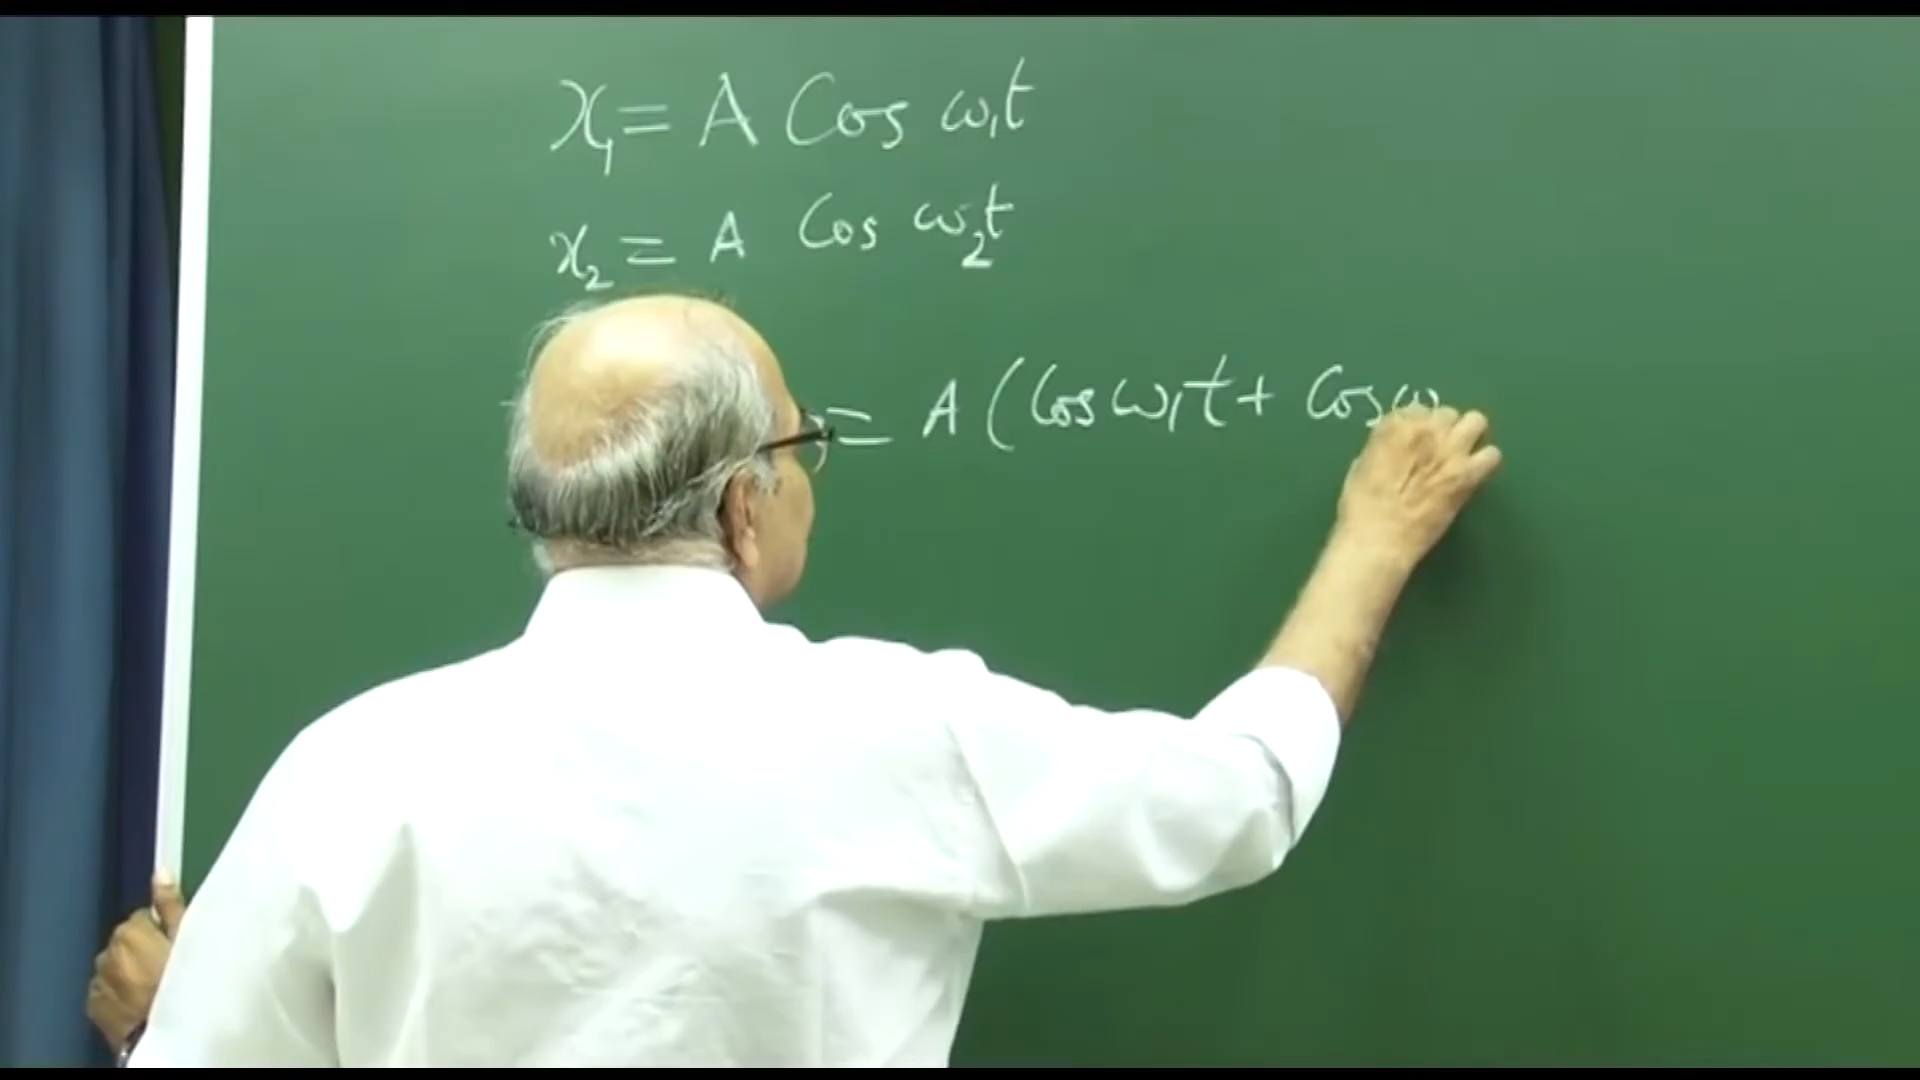 x₁ = A Cos ω₁t
x₂ = A Cos ω₂t
= A (Cos ω₁t + Cos ω